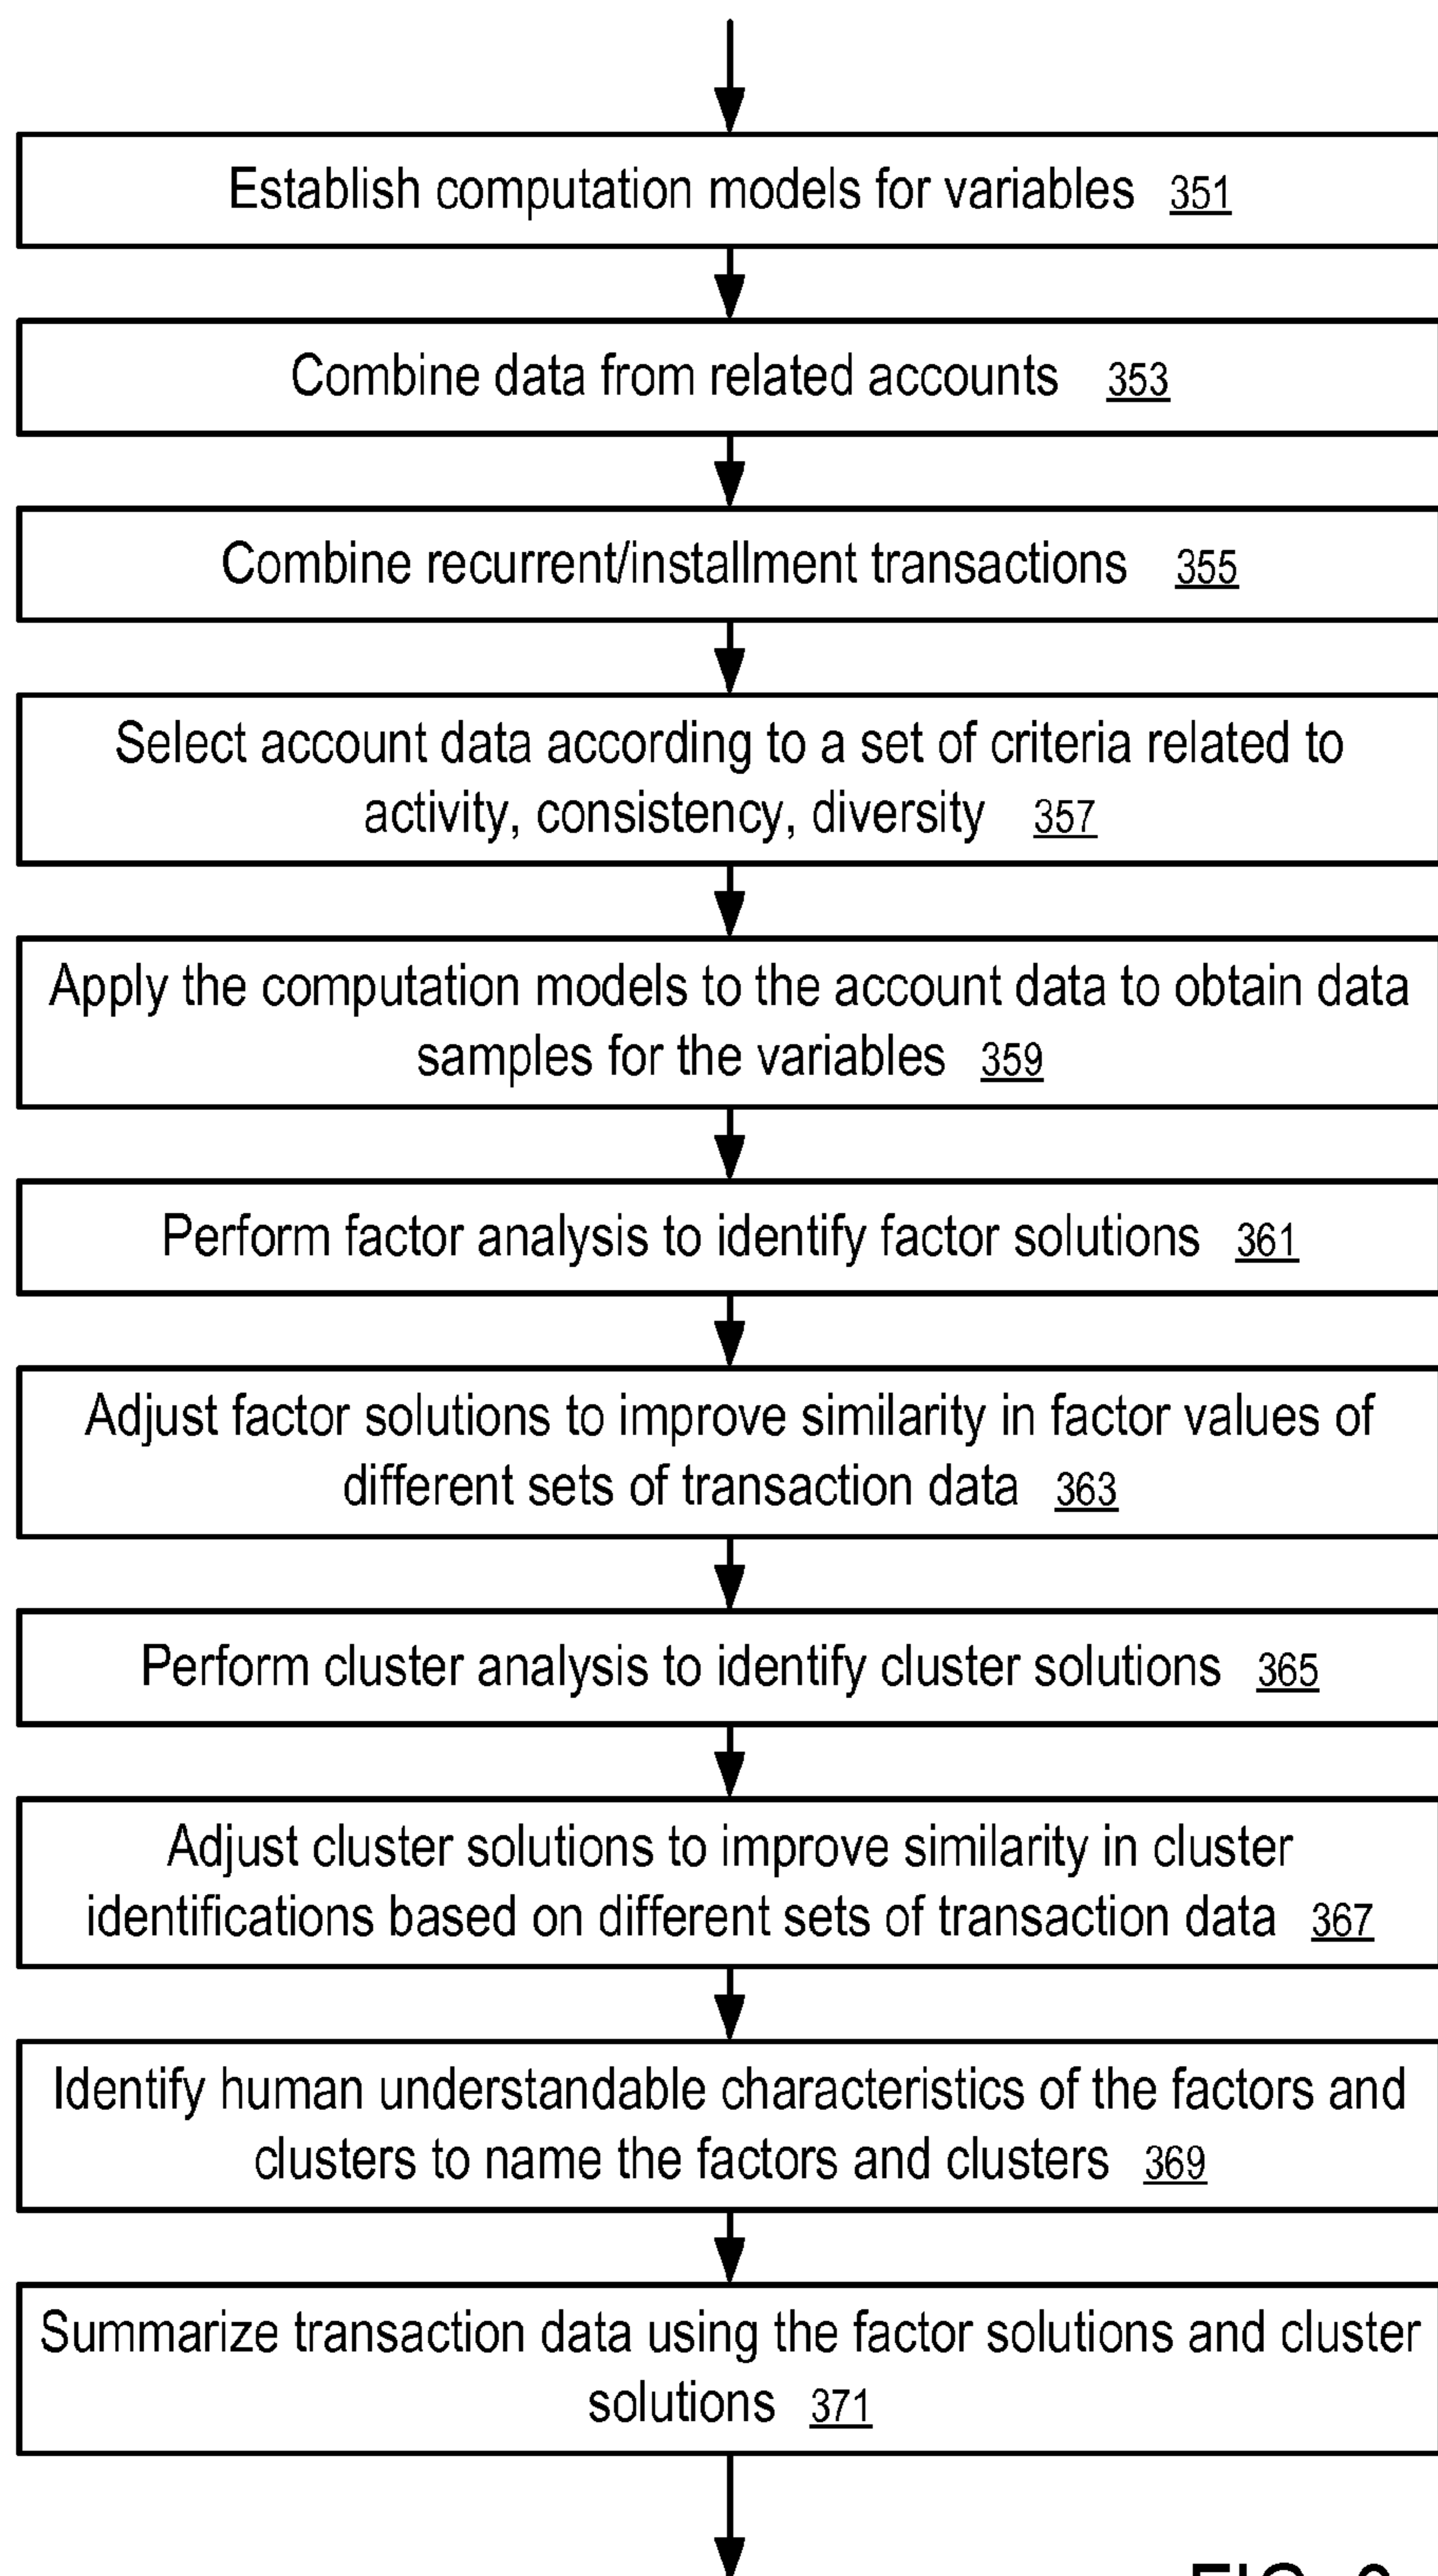 Establish computation models for variables 351
Combine data from related accounts 353
Combine recurrent/installment transactions 355
Select account data according to a set of criteria related to
activity, consistency, diversity 357
Apply the computation models to the account data to obtain data
samples for the variables 359
Perform factor analysis to identify factor solutions 361
Adjust factor solutions to improve similarity in factor values of
different sets of transaction data 363
Perform cluster analysis to identify cluster solutions 365
Adjust cluster solutions to improve similarity in cluster
identifications based on different sets of transaction data 367
Identify human understandable characteristics of the factors and
clusters to name the factors and clusters 369
Summarize transaction data using the factor solutions and cluster
solutions 371